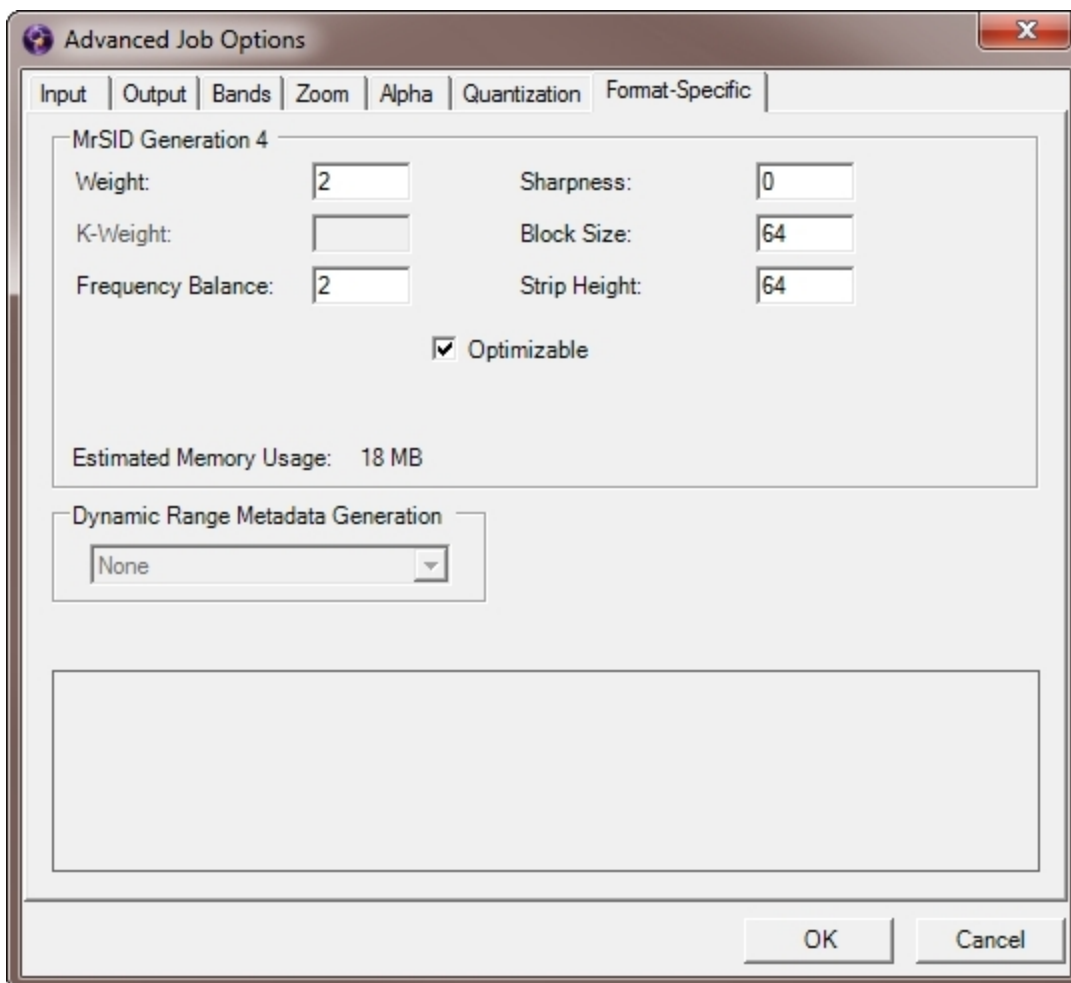 Advanced Job Options
Input Output Bands Zoom Alpha Quantization Format-Specific
MrSID Generation 4
Weight: 2 Sharpness: 0
K-Weight: Block Size: 64
Frequency Balance: 2 Strip Height: 64
Optimizable
Estimated Memory Usage: 18 MB
Dynamic Range Metadata Generation
None
OK Cancel